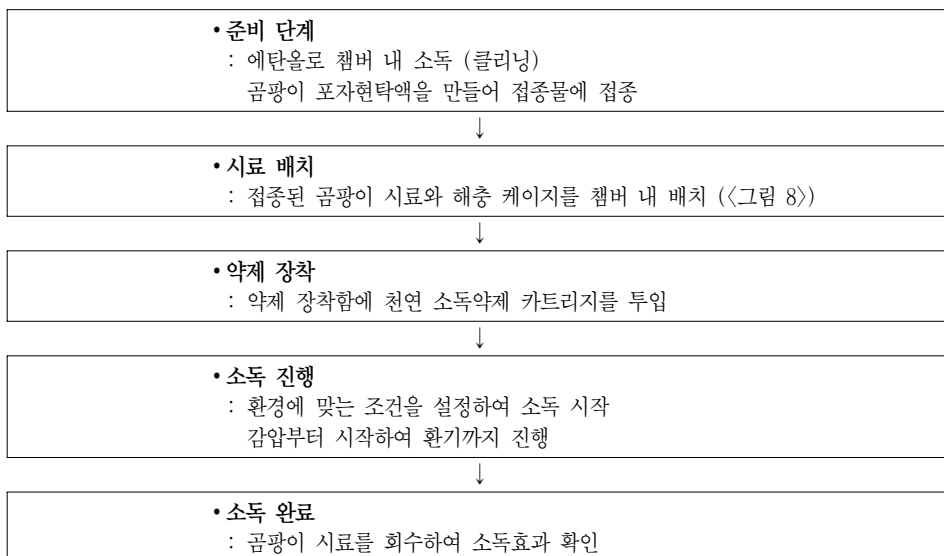 • 준비 단계
: 에탄올로 챔버 내 소독 (클리닝)
곰팡이 포자현탁액을 만들어 접종물에 접종
↓
• 시료 배치
: 접종된 곰팡이 시료와 해충 케이지를 챔버 내 배치 (〈그림 8〉)
↓
• 약제 장착
: 약제 장착함에 천연 소독약제 카트리지를 투입
↓
• 소독 진행
: 환경에 맞는 조건을 설정하여 소독 시작
감압부터 시작하여 환기까지 진행
↓
• 소독 완료
: 곰팡이 시료를 회수하여 소독효과 확인